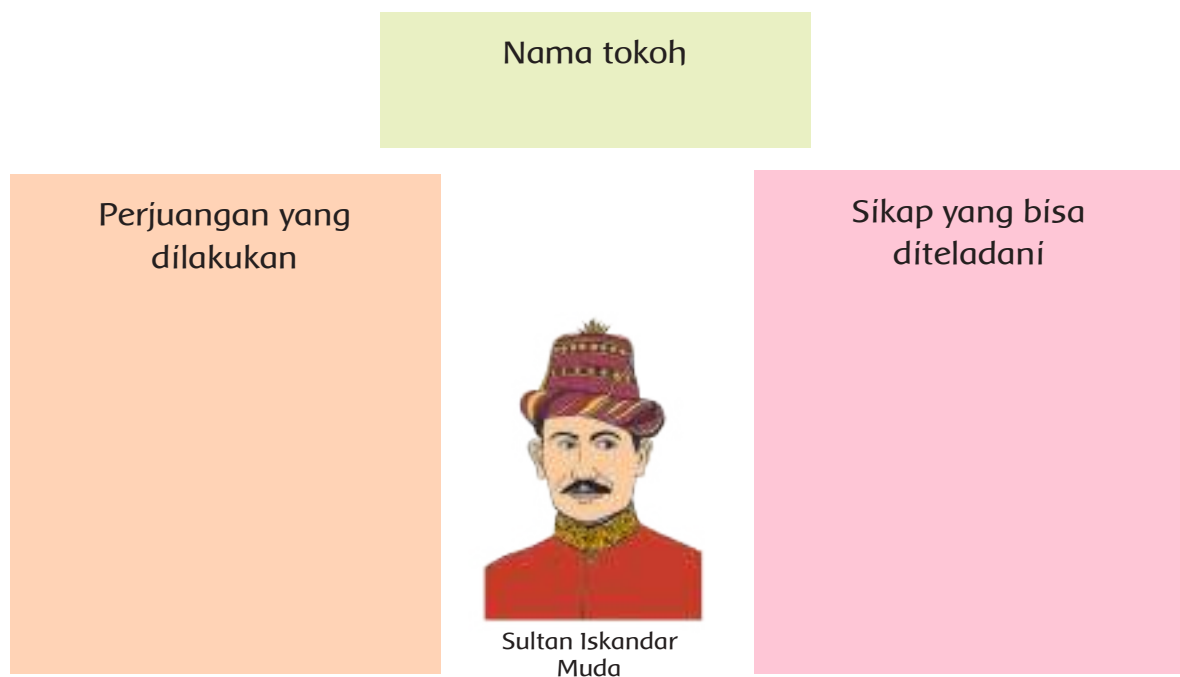 Nama tokoh
Perjuangan yang
dilakukan
Sikap yang bisa
diteladani
Sultan Iskandar
Muda